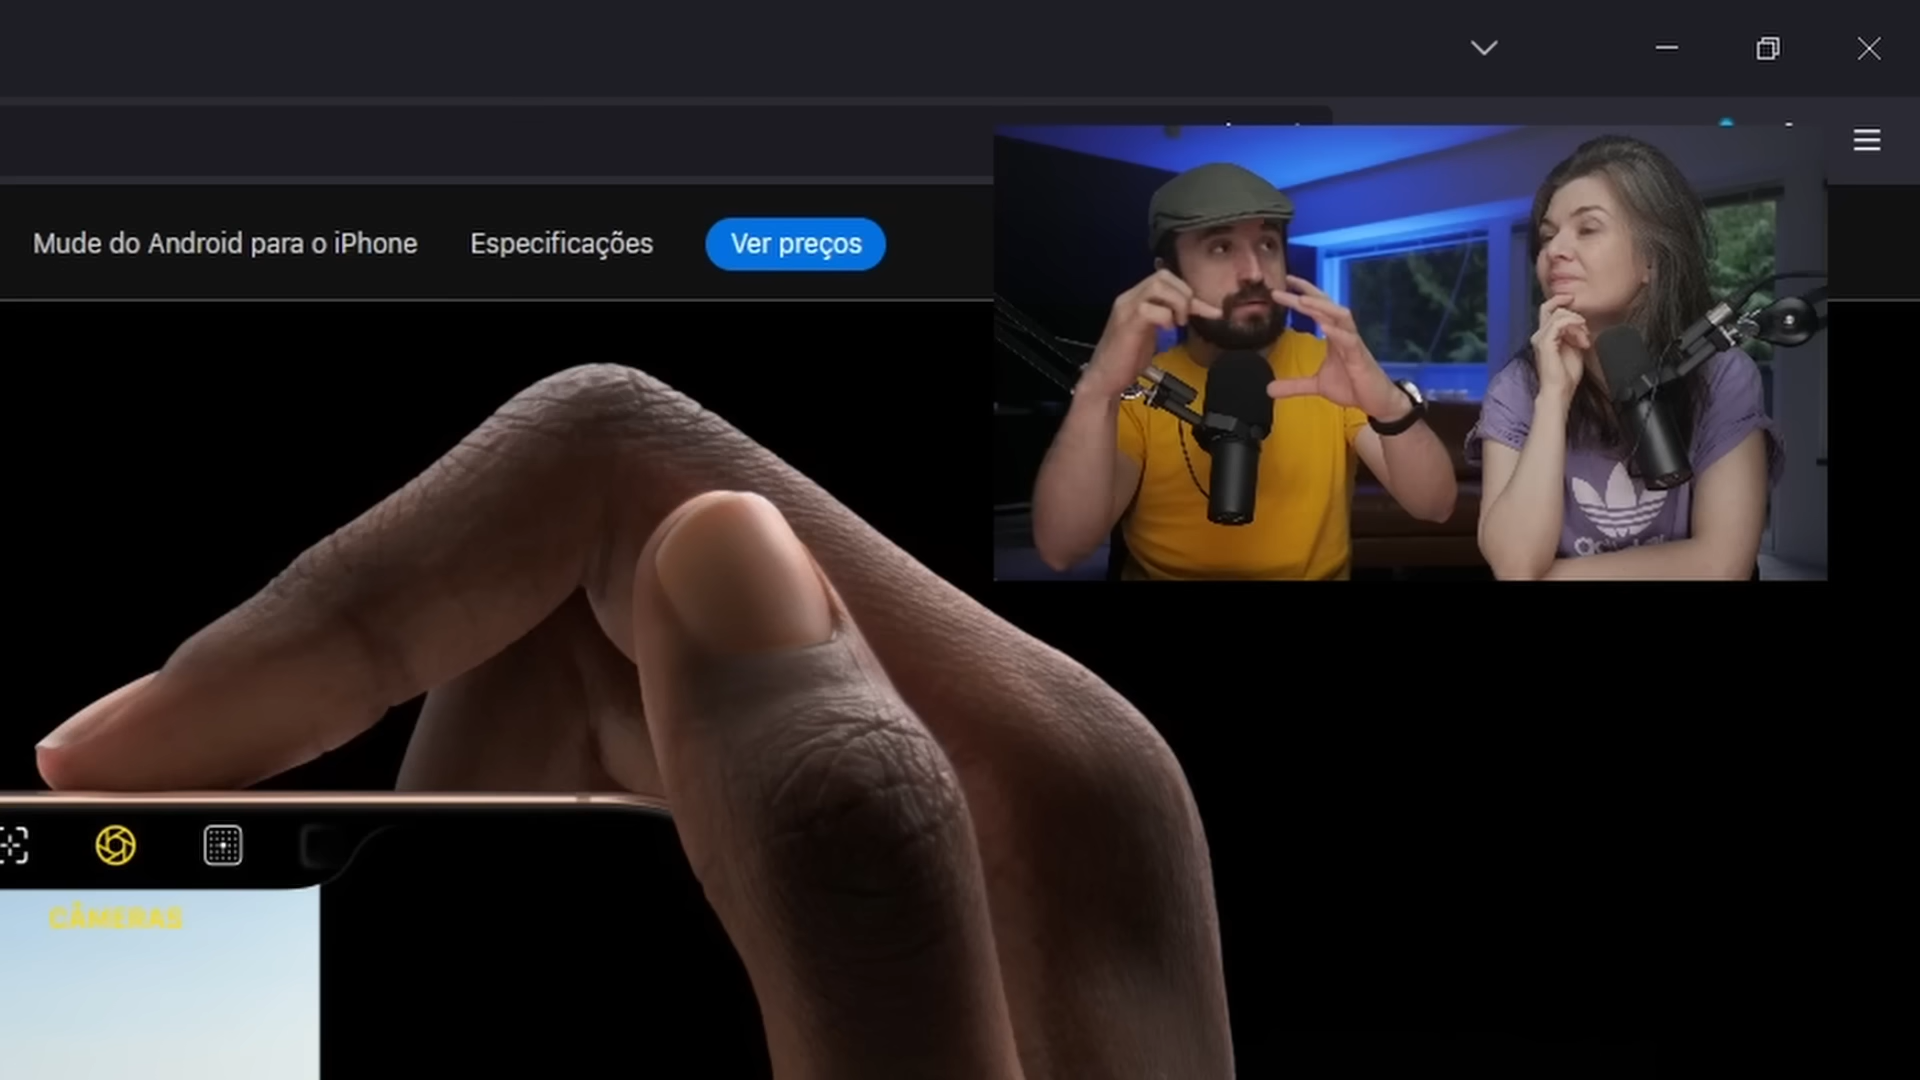 Mude do Android para o iPhone
Especificações
Ver preços
CÂMERAS